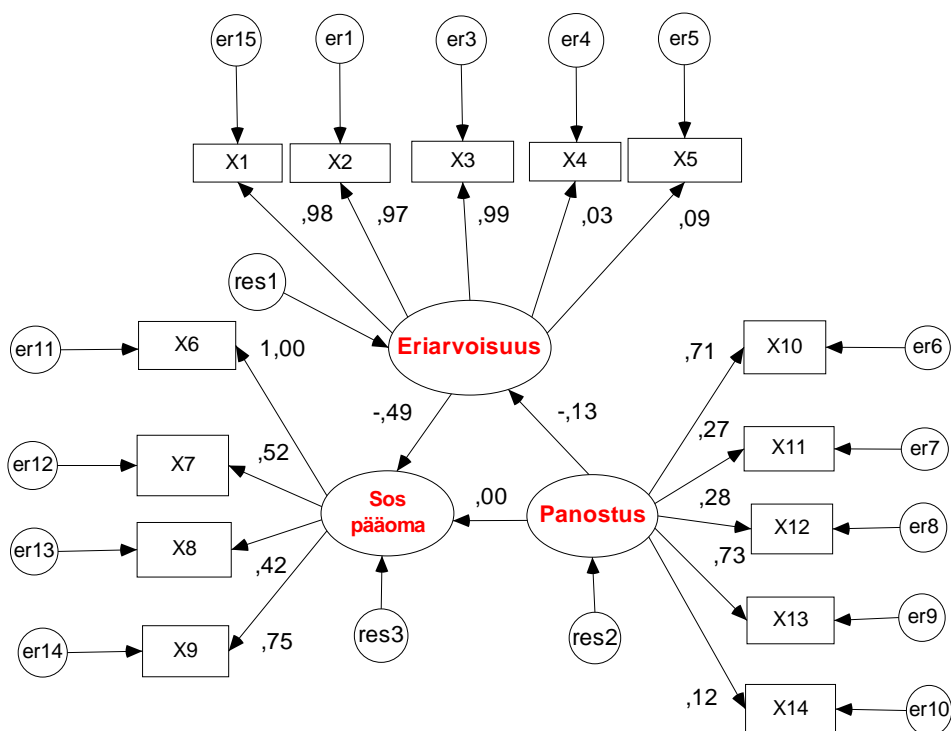 er15
er1
er3
er4
er5
X1
X2
X3
X4
X5
,98
,97
,99
,03
,09
res1
Eriarvoisuus
er11
X6
1,00
,71
X10
er6
-,49
-,13
er12
X7
,52
,27
X11
er7
Sos
pääoma
,00
Panostus
,28
X12
er8
er13
X8
,42
,73
X13
er9
er14
X9
,75
res3
res2
,12
X14
er10